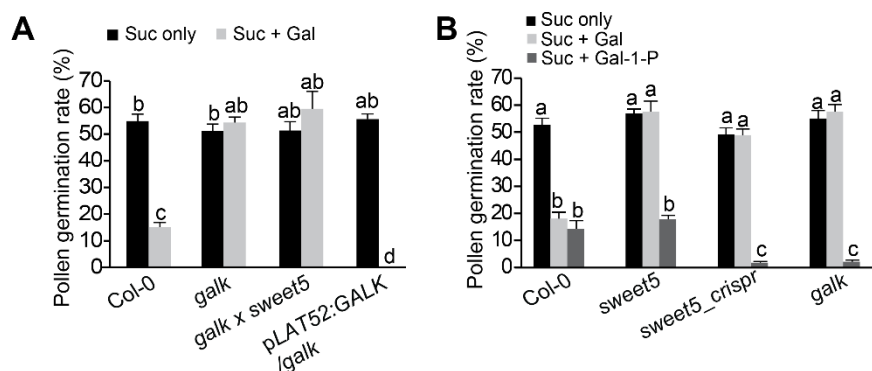 A
Suc only
Suc + Gal
Pollen germination rate (%)
70
60
50
40
30
20
10
0
b
c
b
ab
ab
ab
ab
d
Col-0
galk
galk x sweet5
pLAT52:GALK
/galk
B
Suc only
Suc + Gal
Suc + Gal-1-P
Pollen germination rate (%)
70
60
50
40
30
20
10
0
a
b
b
a
a
b
a
a
c
a
a
c
Col-0
sweet5
sweet5_crispr
galk